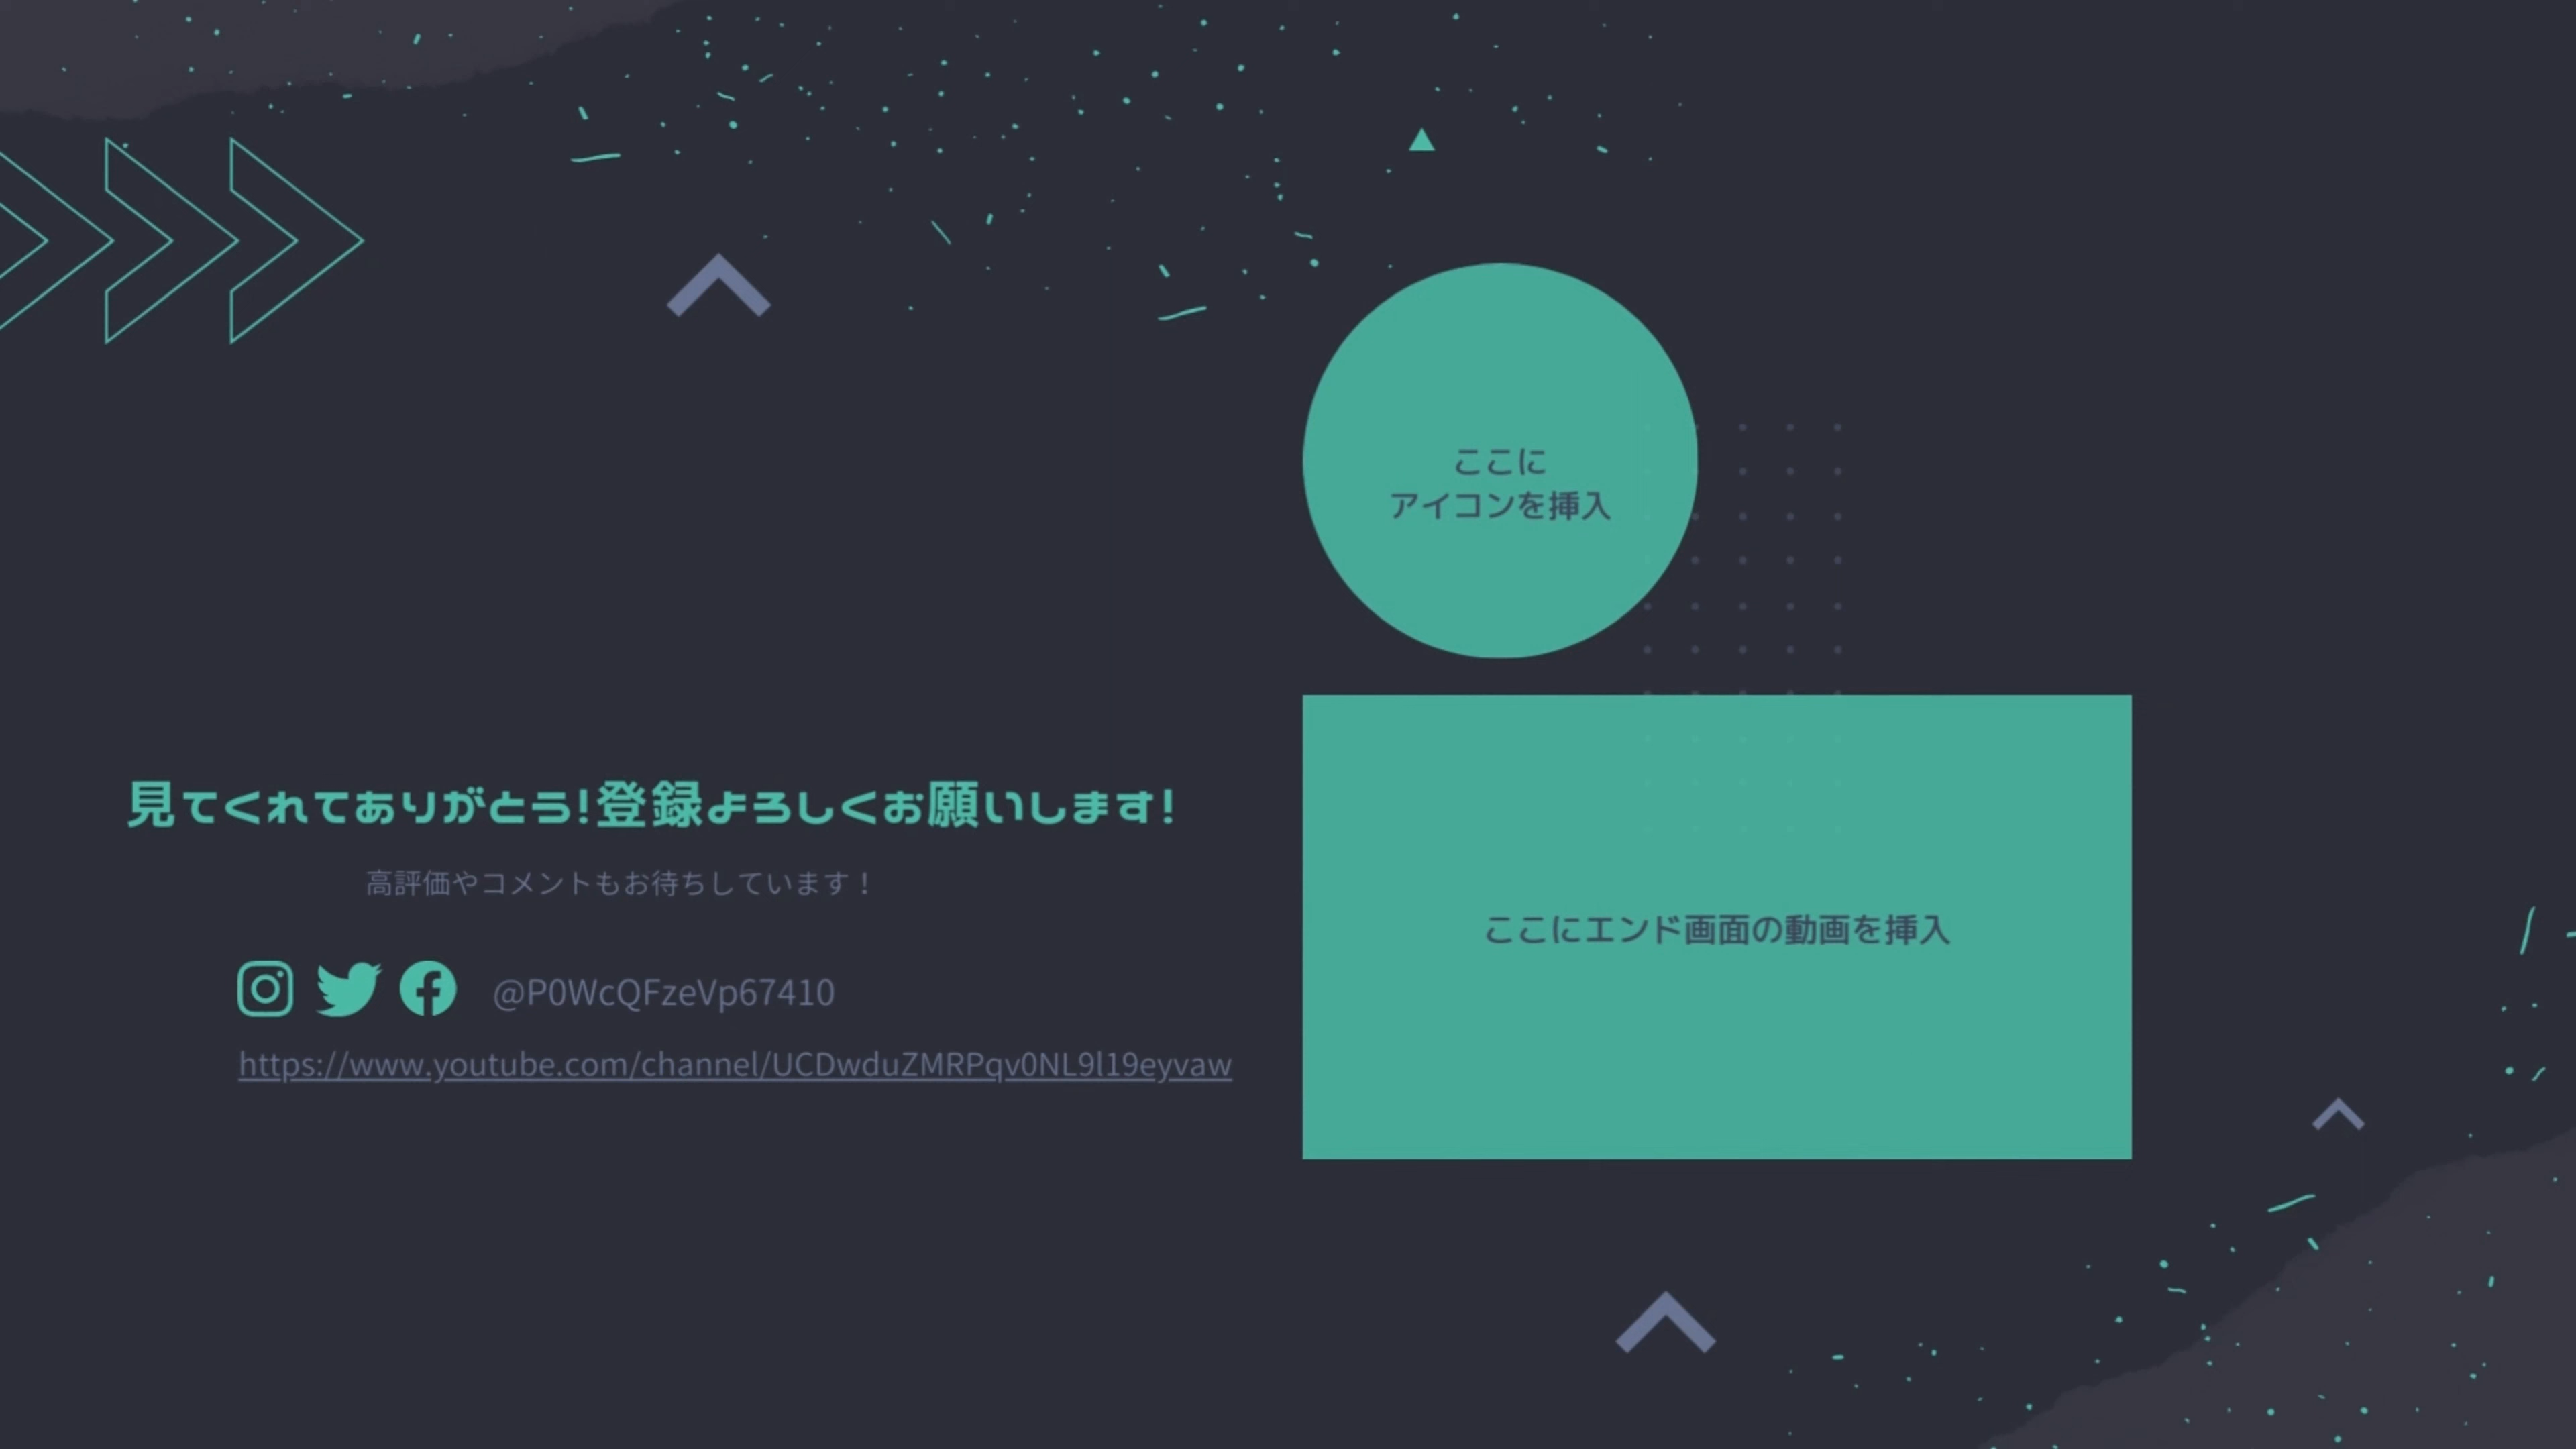 ここに
アイコンを挿入
見てくれてありがとう!登録よろしくお願いします!
高評価やコメントもお待ちしています！
ここにエンド画面の動画を挿入
@P0WcQFzeVp67410
https://www.youtube.com/channel/UCDwduZMRPqv0NL9l19eyvaw